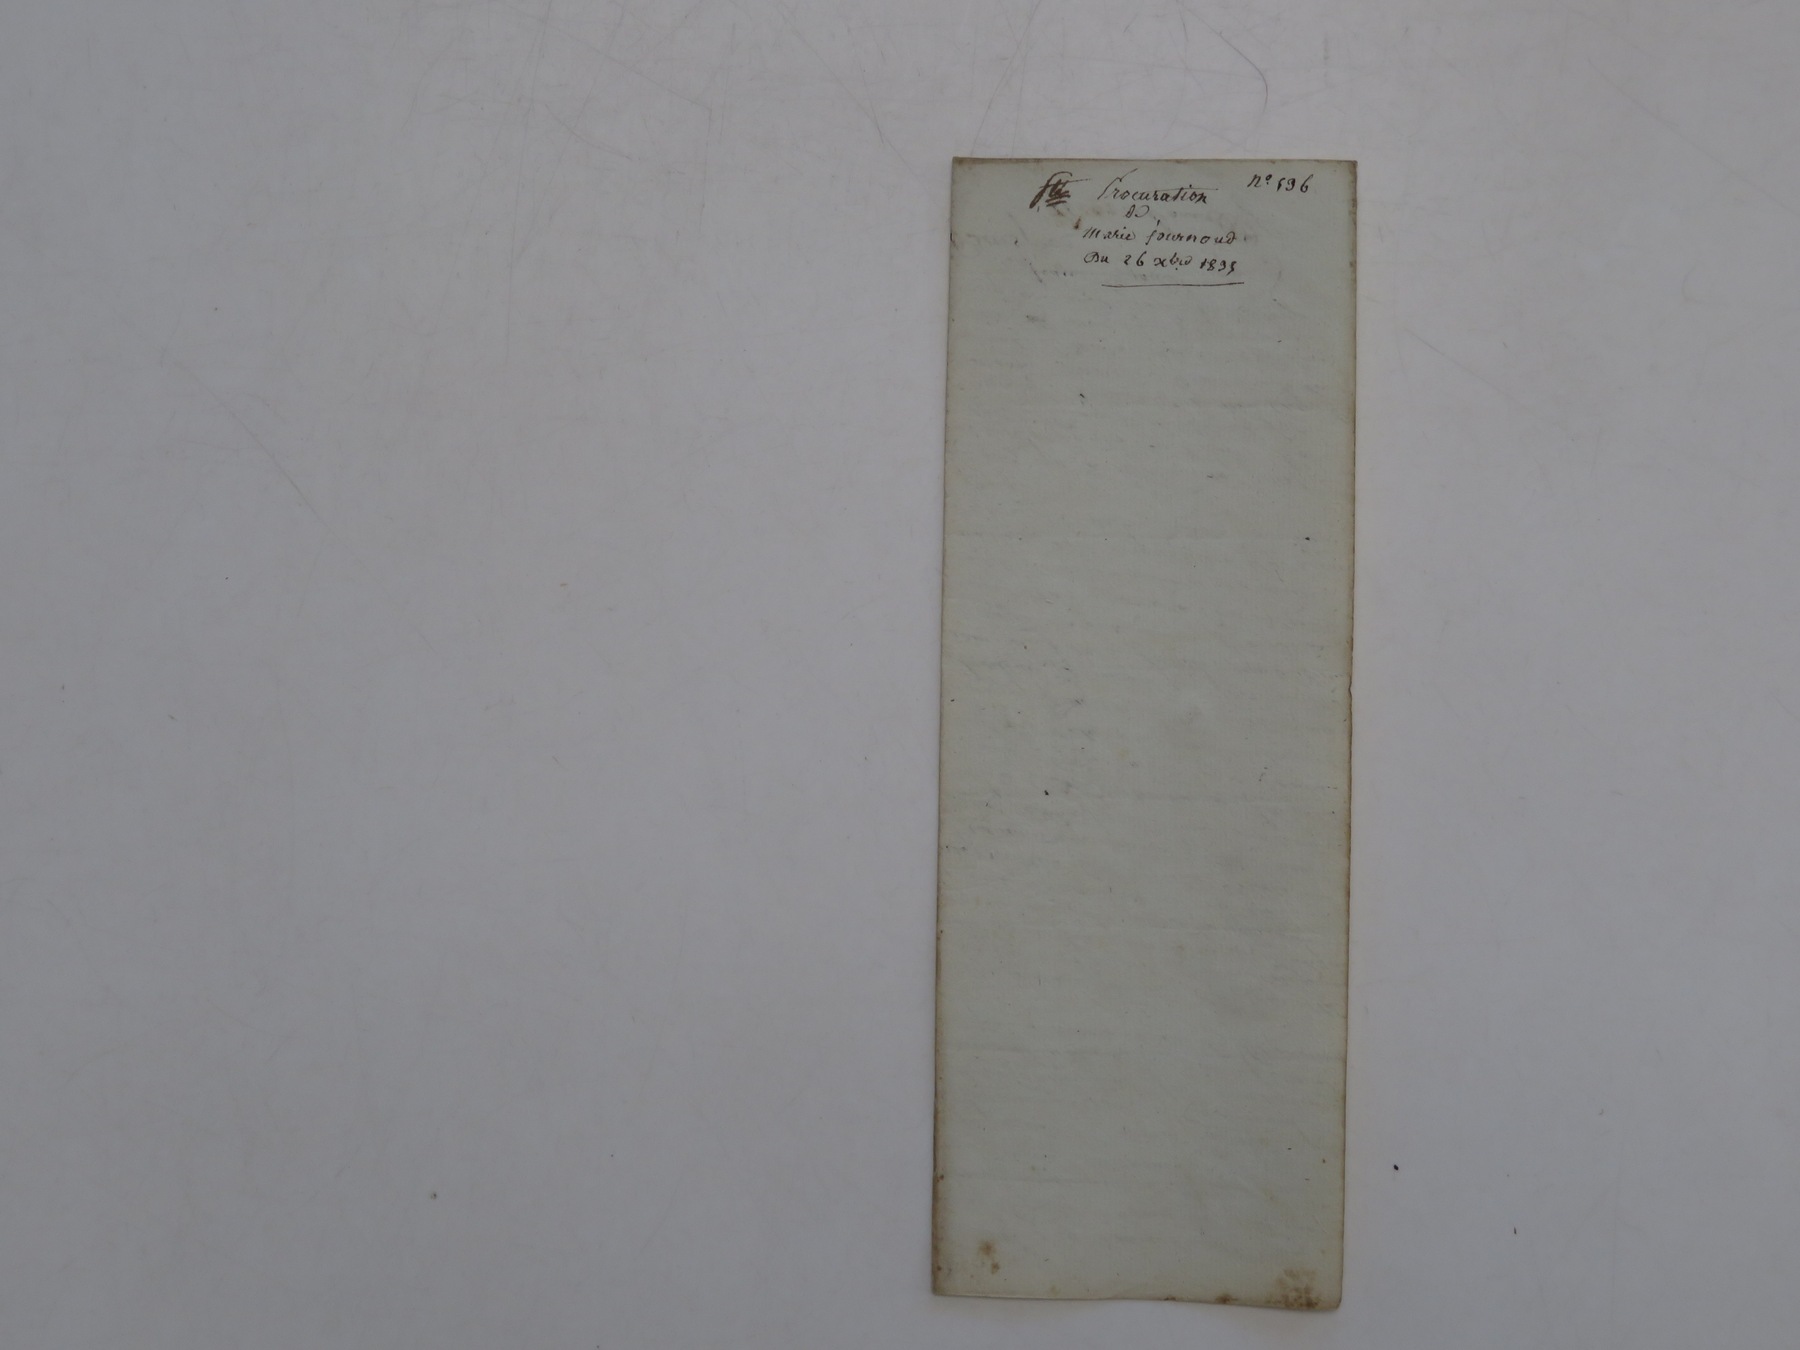 Procuration
de
marie fournoud
Du 26 xbre 1835
n° 596